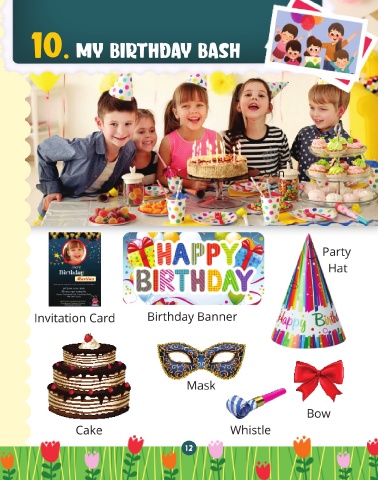 10. MY BIRTHDAY BASH
Birthday
HAPPY
BIRTHDAY
Party
Hat
Happy Birth
Invitation Card
Birthday Banner
Mask
Bow
Cake
Whistle
12